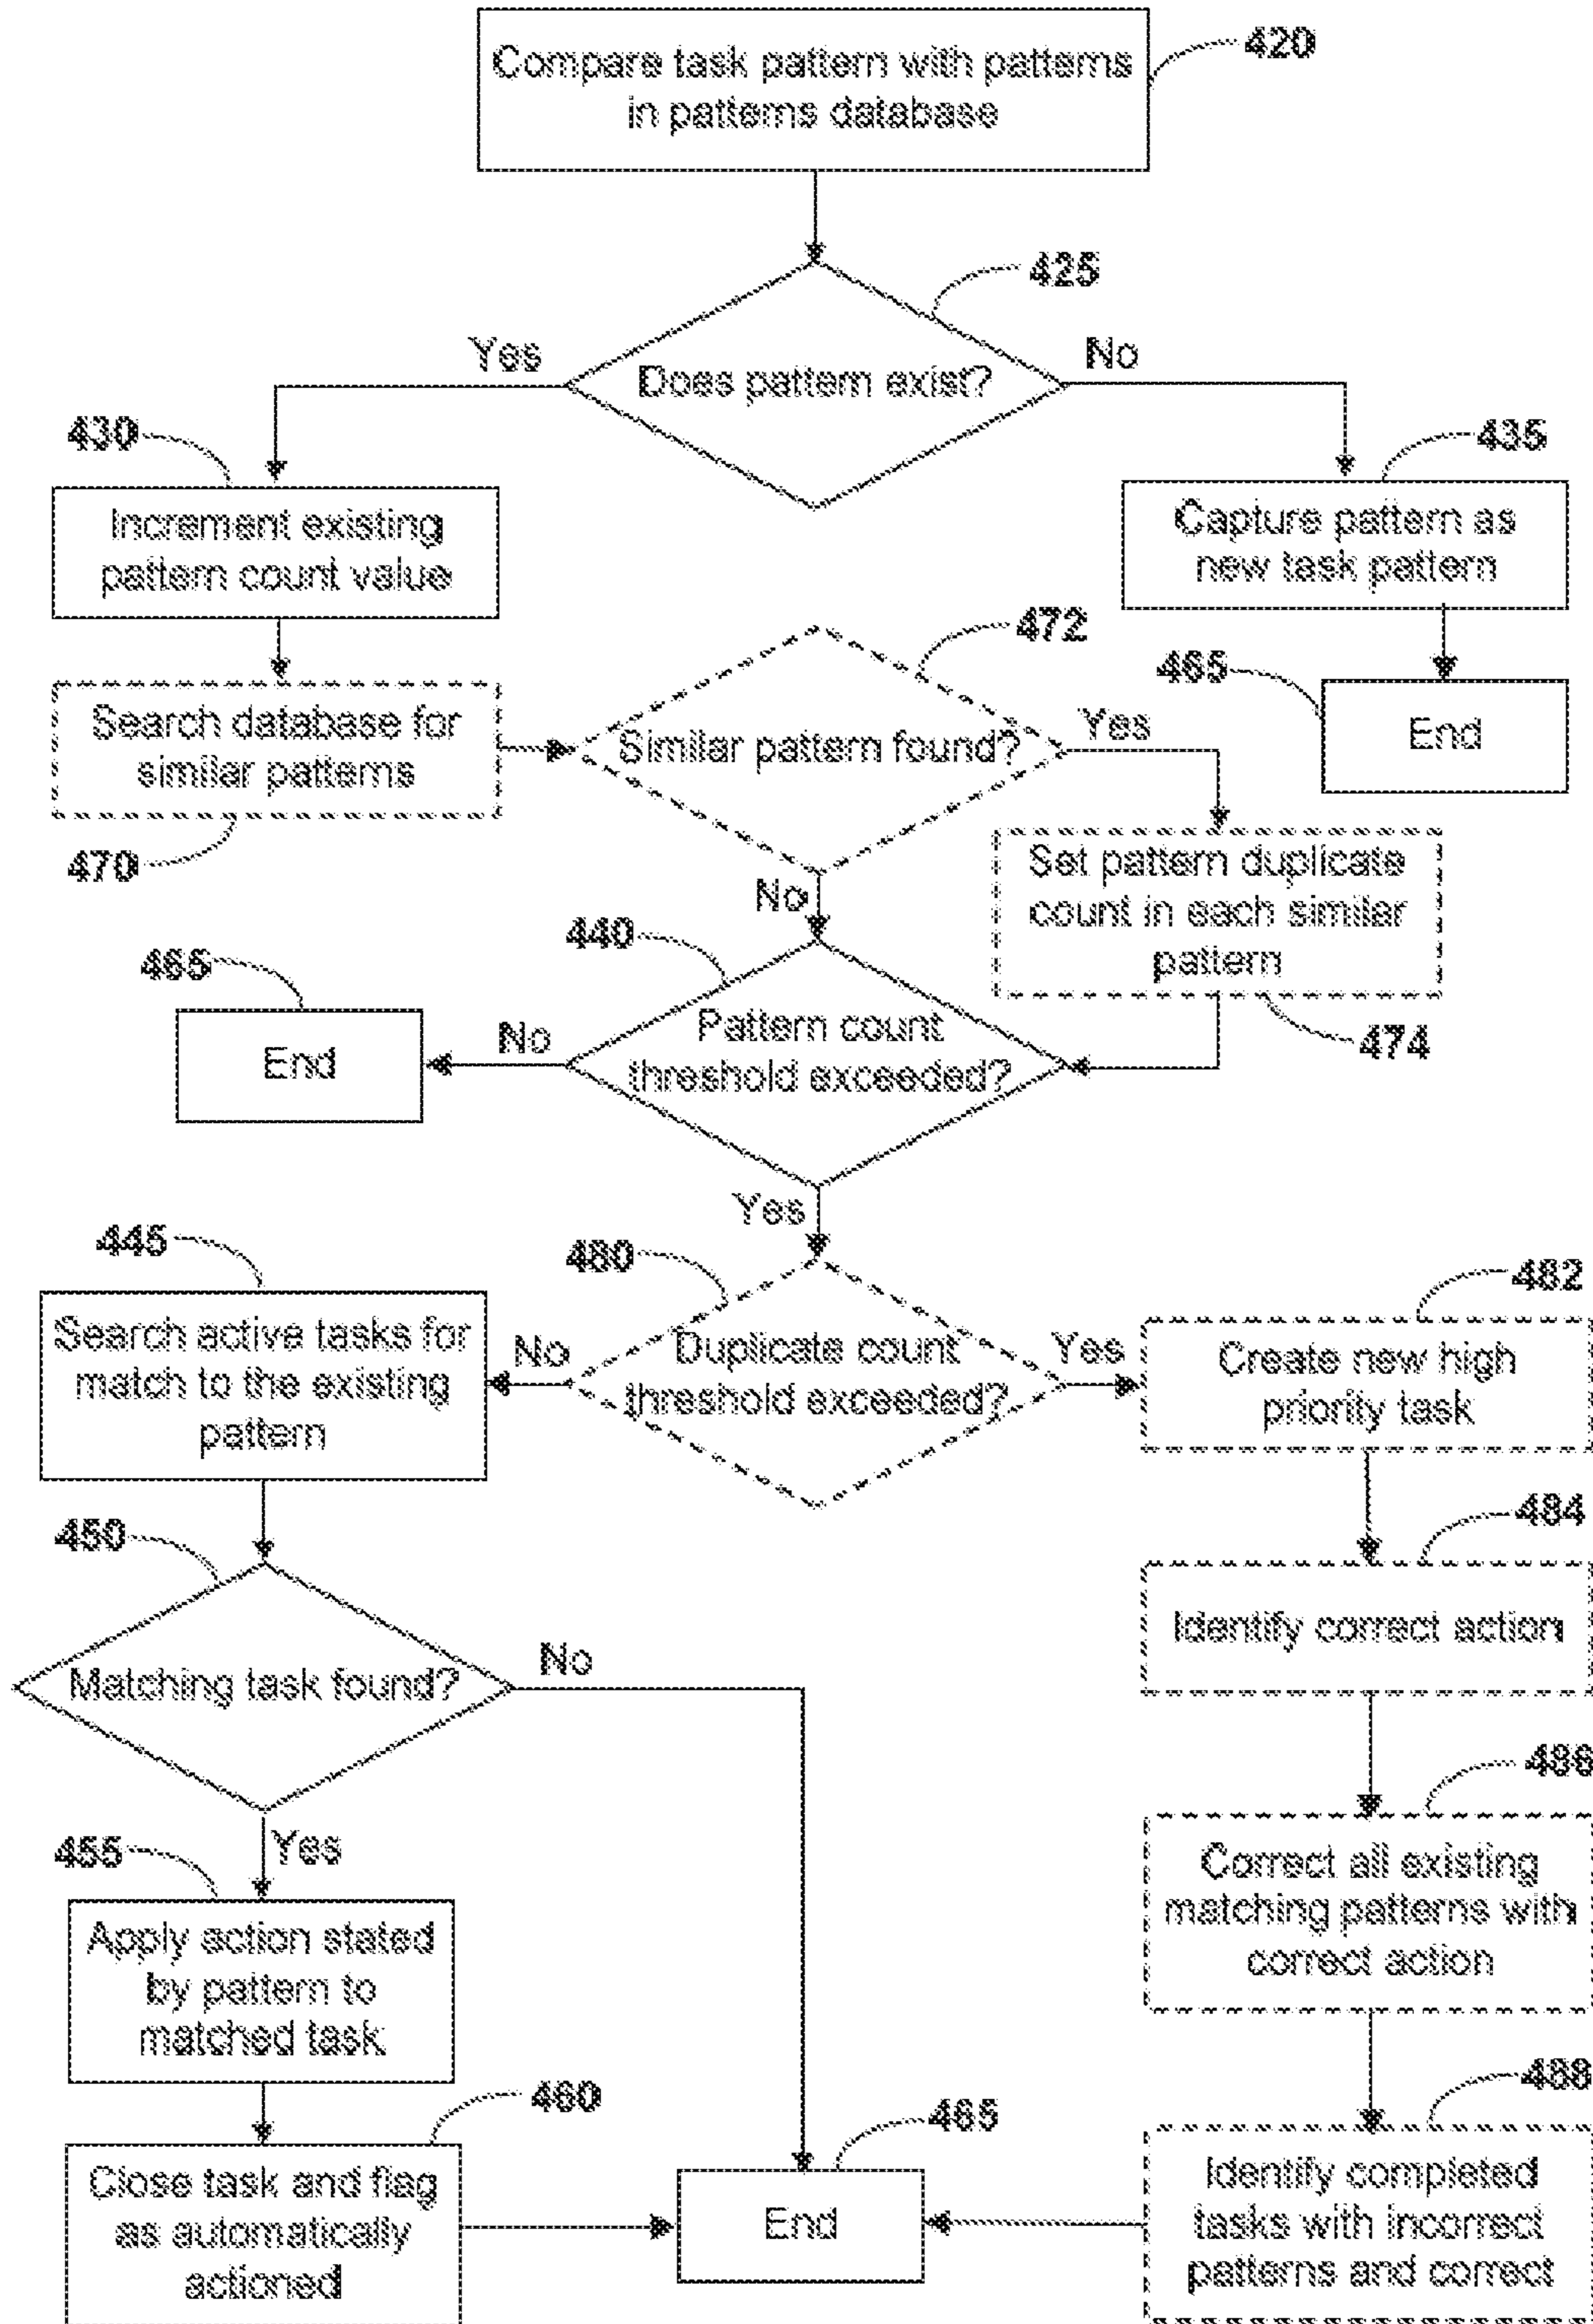 420
Compare task pattern with patterns
in patterns database
425
Yes
No
Does pattern exist?
430
435
Increment existing
pattern count value
Capture pattern as
new task pattern
472
465
End
Search database for
similar patterns
Similar pattern found?
Yes
470
No
Set pattern duplicate
count in each similar
pattern
474
440
465
End
No
Pattern count
threshold exceeded?
Yes
445
480
482
Search active tasks for
match to the existing
pattern
No
Duplicate count
threshold exceeded?
Yes
Create new high
priority task
484
450
Identify correct action
Matching task found?
No
486
Yes
455
Correct all existing
matching patterns with
correct action
Apply action stated
by pattern to
matched task
488
460
465
Close task and flag
as automatically
actioned
End
Identify completed
tasks with incorrect
patterns and correct